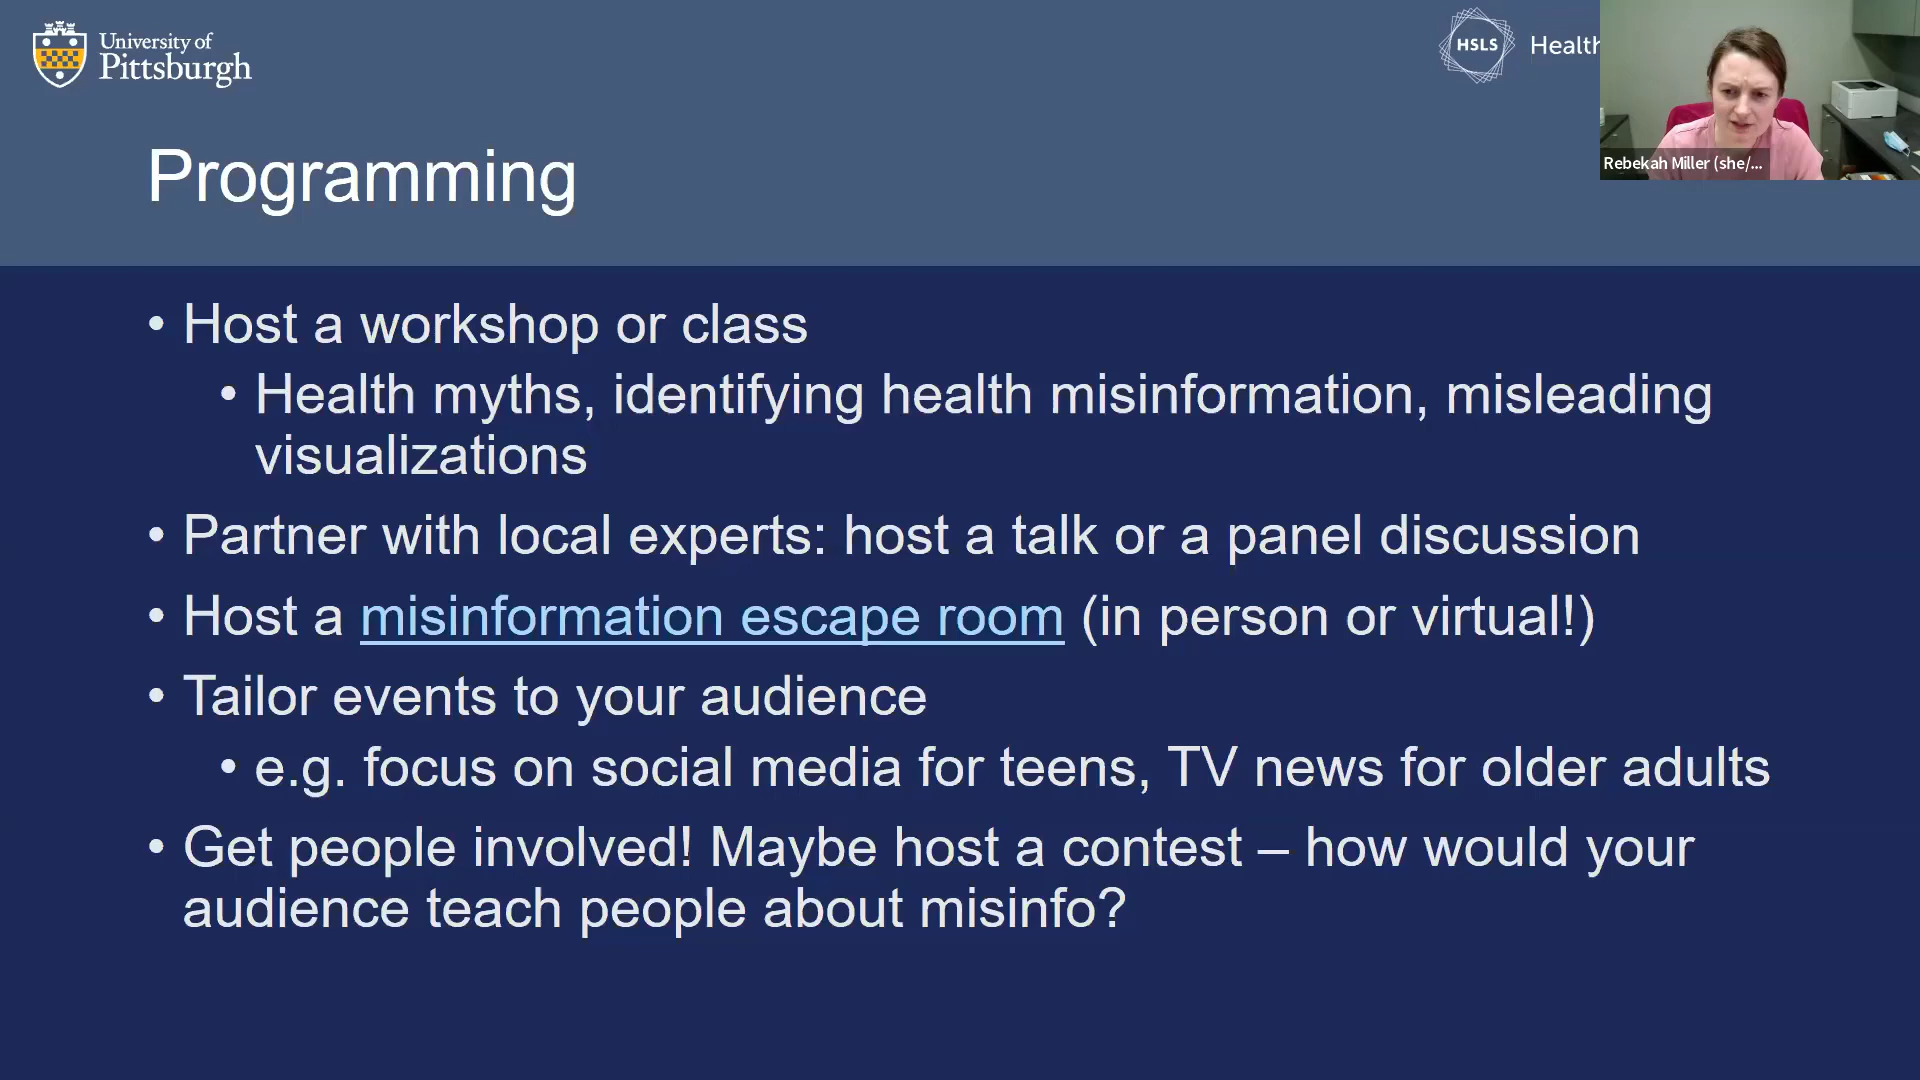 University of
Pittsburgh
HSLS
Health
Rebekah Miller (she/...
Programming
• Host a workshop or class
• Health myths, identifying health misinformation, misleading
visualizations
• Partner with local experts: host a talk or a panel discussion
• Host a misinformation escape room (in person or virtual!)
• Tailor events to your audience
• e.g. focus on social media for teens, TV news for older adults
• Get people involved! Maybe host a contest – how would your
audience teach people about misinfo?